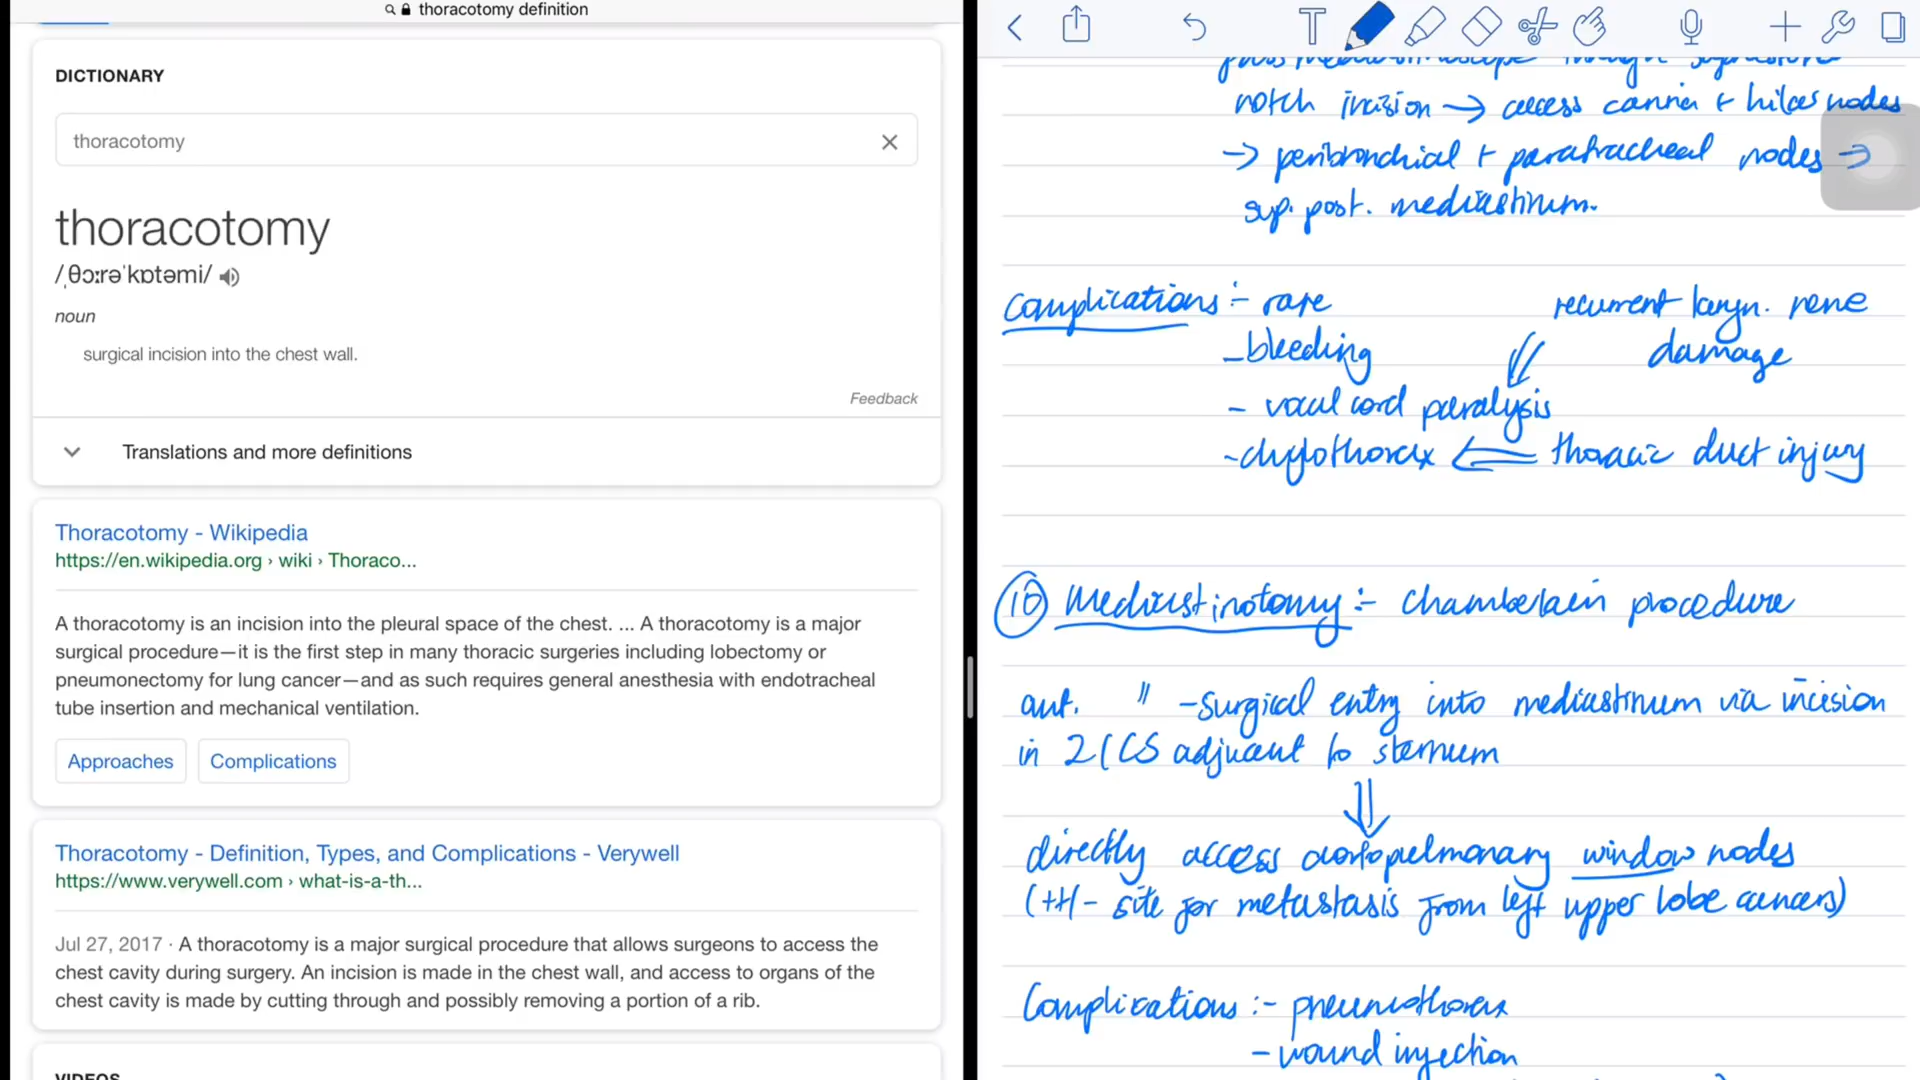 thoracotomy definition
DICTIONARY
thoracotomy
thoracotomy
/ˌθɔːrəˈkɒtəmi/
noun
surgical incision into the chest wall.
Feedback
Translations and more definitions
Thoracotomy - Wikipedia
https://en.wikipedia.org › wiki › Thoraco...
A thoracotomy is an incision into the pleural space of the chest. ... A thoracotomy is a major
surgical procedure—it is the first step in many thoracic surgeries including lobectomy or
pneumonectomy for lung cancer—and as such requires general anesthesia with endotracheal
tube insertion and mechanical ventilation.
Approaches
Complications
Thoracotomy - Definition, Types, and Complications - Verywell
https://www.verywell.com › what-is-a-th...
Jul 27, 2017 · A thoracotomy is a major surgical procedure that allows surgeons to access the
chest cavity during surgery. An incision is made in the chest wall, and access to organs of the
chest cavity is made by cutting through and possibly removing a portion of a rib.
VIDEOS
T
notch incision → access carina + hilar nodes
→ peribronchial + paratracheal nodes →
sup. post. mediastinum.
Complications :- rare
recurrent laryn. nerve
- bleeding
damage
- vocal cord paralysis
- chylothorax ⇐ thoracic duct injury
10 Mediastinotomy :- Chamberlain procedure
ant. " - surgical entry into mediastinum via incision
in 2 ICS adjacent to sternum
⇓
directly access aortopulmonary window nodes
(++ - site for metastasis from left upper lobe cancers)
Complications :- pneumothorax
- wound infection